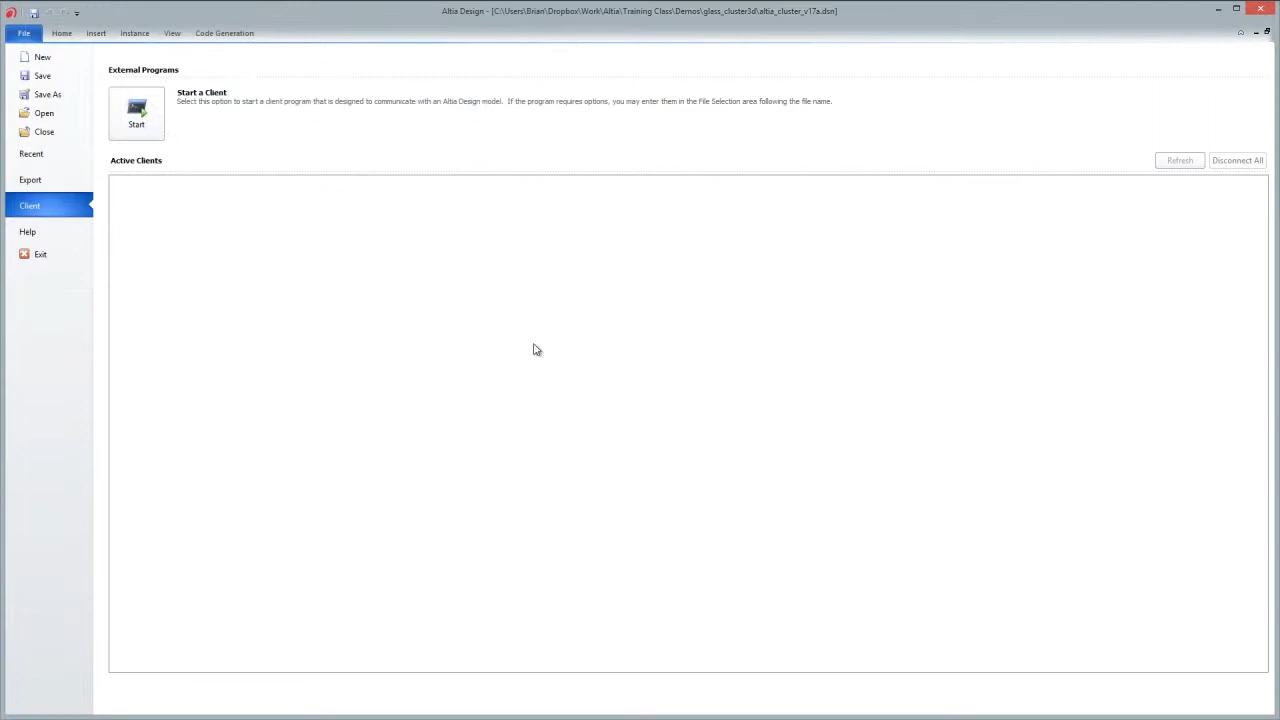 Altia Design - [C:\Users\Brian\Dropbox\Work\Altia\Training Class\Demos\glass_cluster3d\altia_cluster_v17a.dsn]
File Home Insert Instance View Code Generation
New
Save
Save As
Open
Close
Recent
Export
Client
Help
Exit
External Programs
Start
Start a Client
Select this option to start a client program that is designed to communicate with an Altia Design model. If the program requires options, you may enter them in the File Selection area following the file name.
Active Clients
Refresh Disconnect All